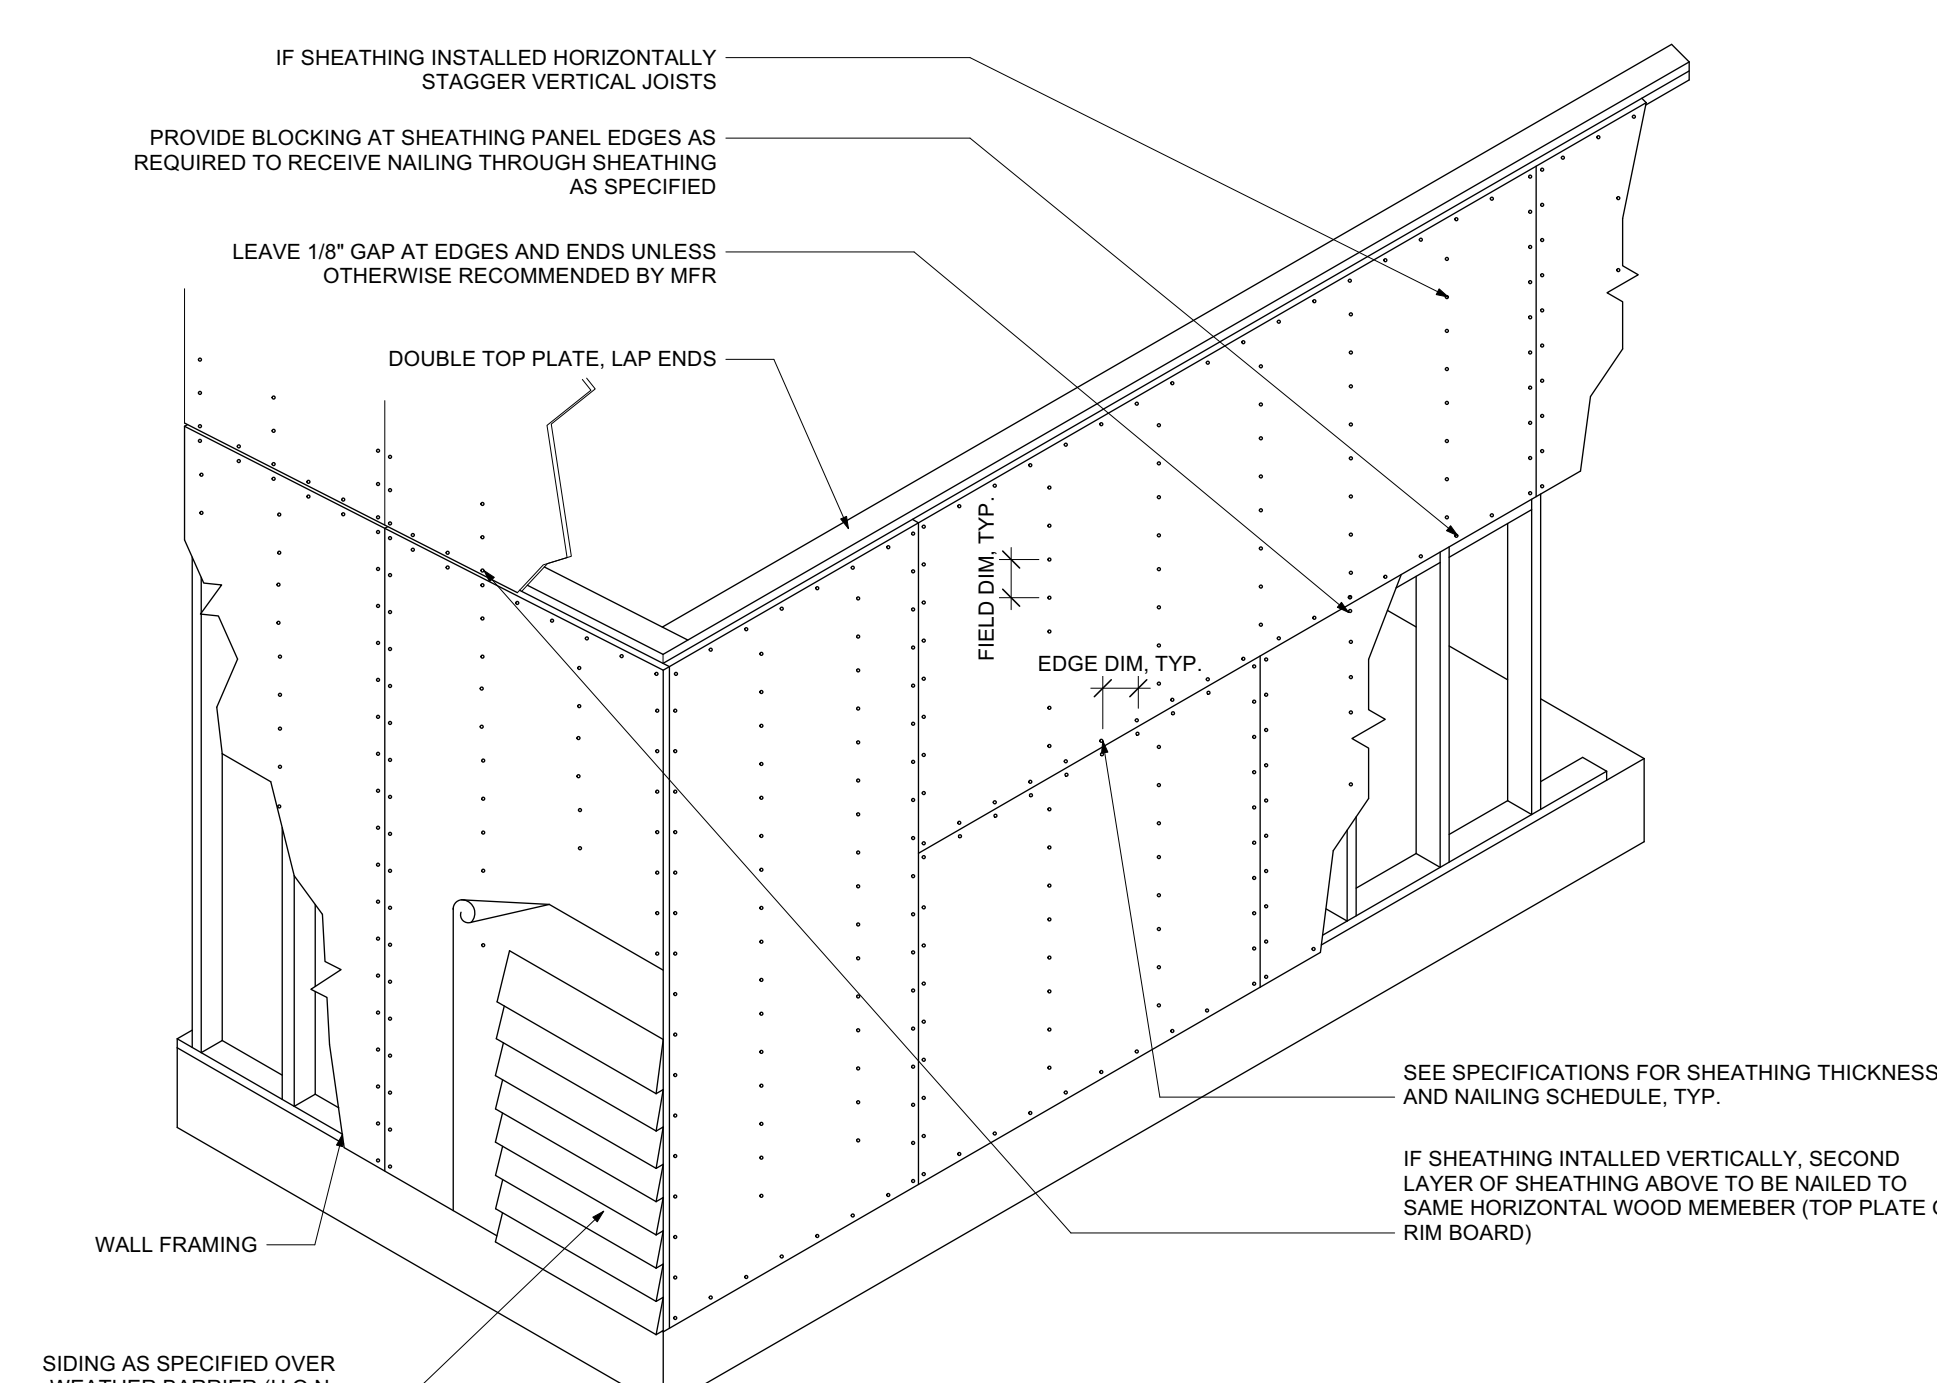 IF SHEATHING INSTALLED HORIZONTALLY
STAGGER VERTICAL JOISTS
PROVIDE BLOCKING AT SHEATHING PANEL EDGES AS
REQUIRED TO RECEIVE NAILING THROUGH SHEATHING
AS SPECIFIED
LEAVE 1/8" GAP AT EDGES AND ENDS UNLESS
OTHERWISE RECOMMENDED BY MFR
DOUBLE TOP PLATE, LAP ENDS
FIELD DIM, TYP.
EDGE DIM, TYP.
SEE SPECIFICATIONS FOR SHEATHING THICKNESS
AND NAILING SCHEDULE, TYP.
IF SHEATHING INTALLED VERTICALLY, SECOND
LAYER OF SHEATHING ABOVE TO BE NAILED TO
SAME HORIZONTAL WOOD MEMEBER (TOP PLATE
RIM BOARD)
WALL FRAMING
SIDING AS SPECIFIED OVER
WEATHER BARRIER